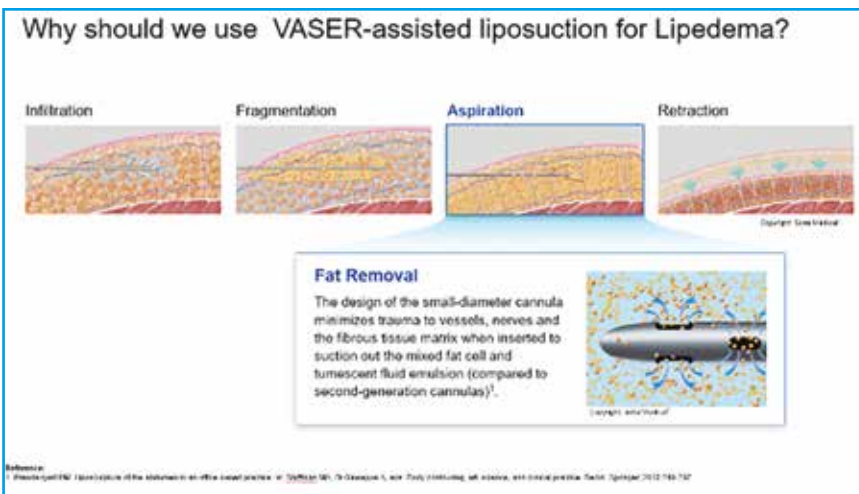 Why should we use VASER-assisted liposuction for Lipedema?
Infiltration
Fragmentation
Aspiration
Retraction
Fat Removal
The design of the small-diameter cannula
minimizes trauma to vessels, nerves and
the fibrous tissue matrix when inserted to
suction out the mixed fat cell and
tumescent fluid emulsion (compared to
second-generation cannulas)¹.
Reference: